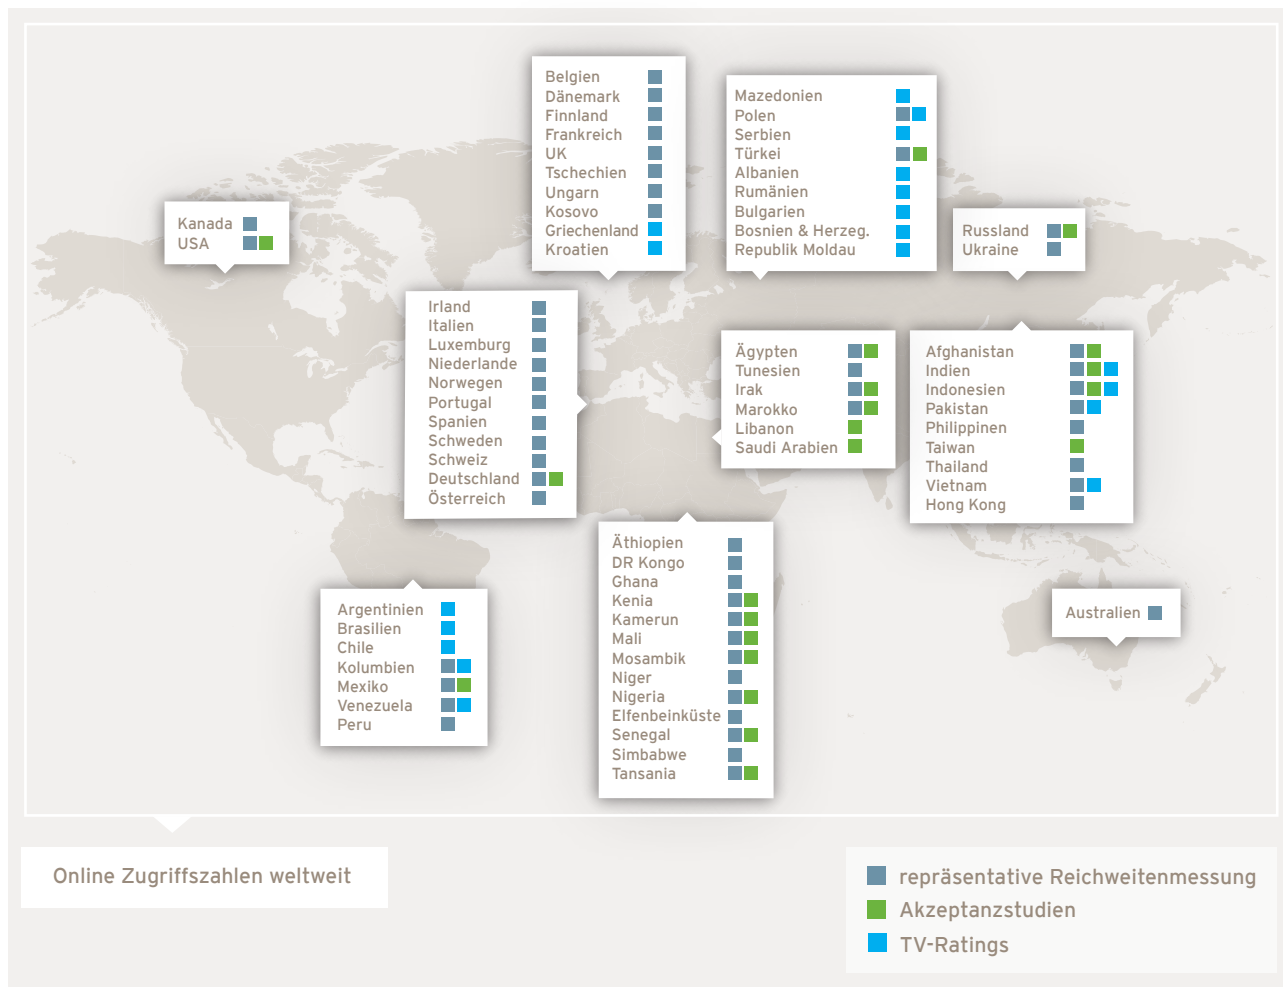 Belgien
Dänemark
Finnland
Frankreich
UK
Tschechien
Ungarn
Kosovo
Griechenland
Kroatien
Mazedonien
Polen
Serbien
Türkei
Albanien
Rumänien
Bulgarien
Bosnien & Herzeg.
Republik Moldau
Kanada
USA
Russland
Ukraine
Irland
Italien
Luxemburg
Niederlande
Norwegen
Portugal
Spanien
Schweden
Schweiz
Deutschland
Österreich
Ägypten
Tunesien
Irak
Marokko
Libanon
Saudi Arabien
Afghanistan
Indien
Indonesien
Pakistan
Philippinen
Taiwan
Thailand
Vietnam
Hong Kong
Äthiopien
DR Kongo
Ghana
Kenia
Kamerun
Mali
Mosambik
Niger
Nigeria
Elfenbeinküste
Senegal
Simbabwe
Tansania
Argentinien
Brasilien
Chile
Kolumbien
Mexiko
Venezuela
Peru
Australien
Online Zugriffszahlen weltweit
repräsentative Reichweitenmessung
Akzeptanzstudien
TV-Ratings